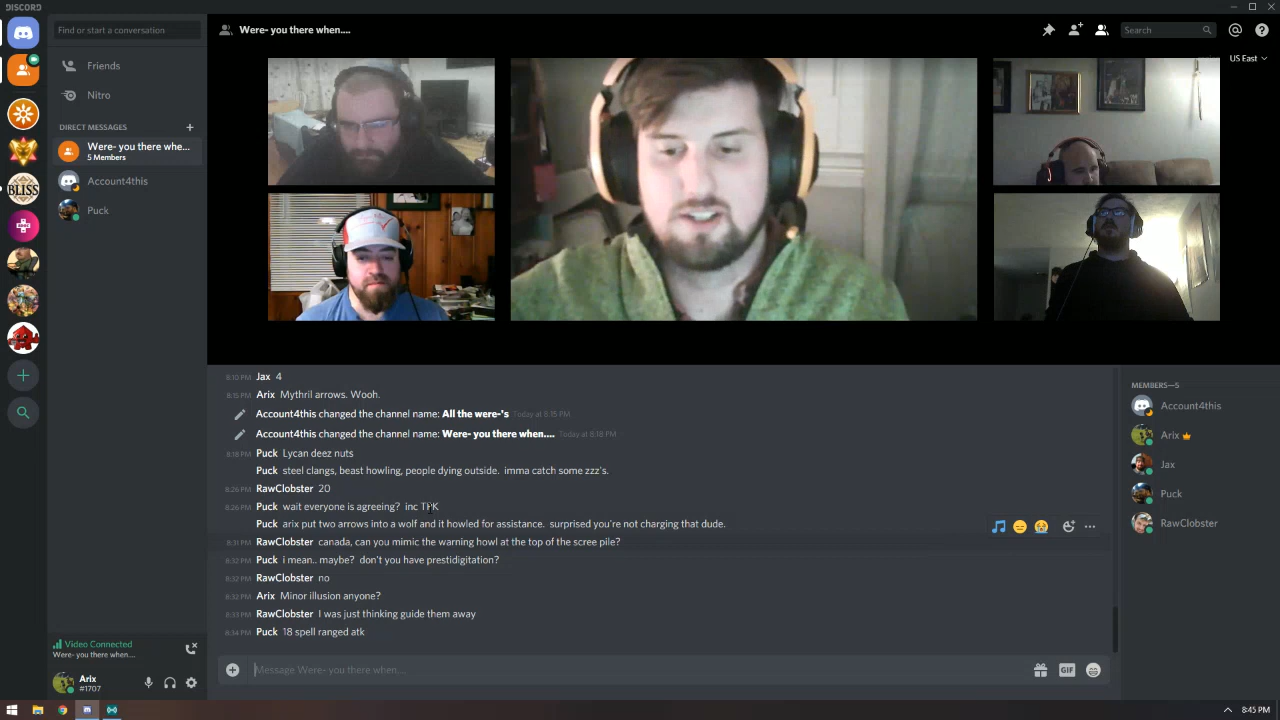 DISCORD
Find or start a conversation
Were- you there when....
Search
US East
Friends
Nitro
DIRECT MESSAGES
Were- you there whe...
5 Members
Account4this
BLISS
Puck
8:10 PM Jax 4
8:15 PM Arix Mythril arrows. Wooh.
Account4this changed the channel name: All the were-'s Today at 8:15 PM
Account4this changed the channel name: Were- you there when.... Today at 8:18 PM
8:18 PM Puck Lycan deez nuts
Puck steel clangs, beast howling, people dying outside. imma catch some zzz's.
8:26 PM RawClobster 20
8:26 PM Puck wait everyone is agreeing? inc TPK
Puck arix put two arrows into a wolf and it howled for assistance. surprised you're not charging that dude.
8:31 PM RawClobster canada, can you mimic the warning howl at the top of the scree pile?
8:32 PM Puck i mean.. maybe? don't you have prestidigitation?
8:32 PM RawClobster no
8:32 PM Arix Minor illusion anyone?
8:33 PM RawClobster I was just thinking guide them away
8:34 PM Puck 18 spell ranged atk
Message Were- you there when....
GIF
MEMBERS—5
Account4this
Arix
Jax
Puck
RawClobster
Video Connected
Were- you there when....
Arix
#1707
8:45 PM